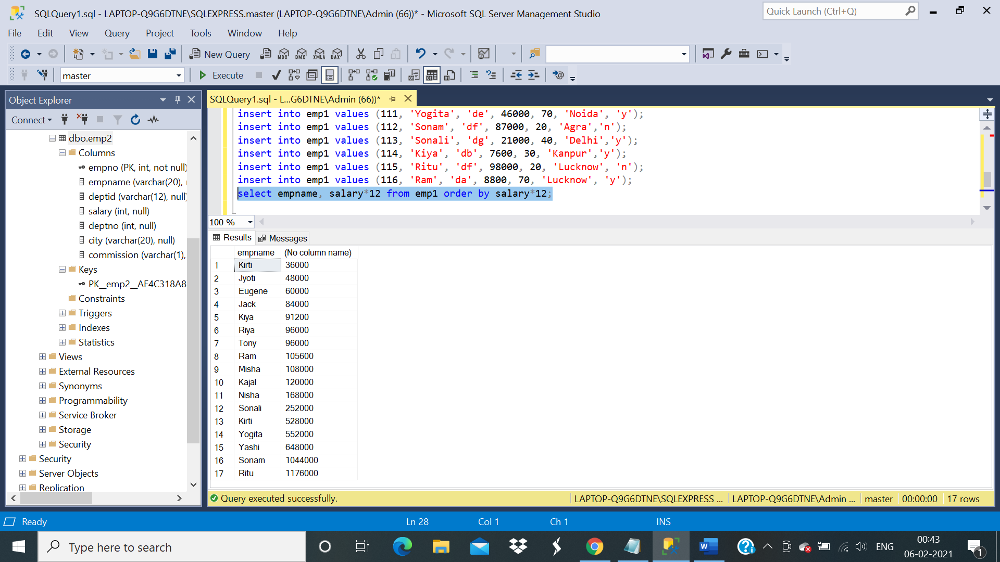 SQLQuery1.sql - LAPTOP-Q9G6DTNE\SQLEXPRESS.master (LAPTOP-Q9G6DTNE\Admin (66))* - Microsoft SQL Server Management Studio
Quick Launch (Ctrl+Q)
File Edit View Query Project Tools Window Help
New Query MDX DMX XMLA DAX
master Execute
Object Explorer
SQLQuery1.sql - L...G6DTNE\Admin (66))*
Connect
dbo.emp2
Columns
empno (PK, int, not null)
empname (varchar(20),
deptid (varchar(12), null)
salary (int, null)
deptno (int, null)
city (varchar(20), null)
commission (varchar(1),
Keys
PK__emp2__AF4C318A8
Constraints
Triggers
Indexes
Statistics
Views
External Resources
Synonyms
Programmability
Service Broker
Storage
Security
Security
Server Objects
Replication
insert into emp1 values (111, 'Yogita', 'de', 46000, 70, 'Noida', 'y');
insert into emp1 values (112, 'Sonam', 'df', 87000, 20, 'Agra','n');
insert into emp1 values (113, 'Sonali', 'dg', 21000, 40, 'Delhi','y');
insert into emp1 values (114, 'Kiya', 'db', 7600, 30, 'Kanpur','y');
insert into emp1 values (115, 'Ritu', 'df', 98000, 20, 'Lucknow', 'n');
insert into emp1 values (116, 'Ram', 'da', 8800, 70, 'Lucknow', 'y');
select empname, salary*12 from emp1 order by salary*12;
100 %
Results Messages
empname (No column name)
1 Kirti 36000
2 Jyoti 48000
3 Eugene 60000
4 Jack 84000
5 Kiya 91200
6 Riya 96000
7 Tony 96000
8 Ram 105600
9 Misha 108000
10 Kajal 120000
11 Nisha 168000
12 Sonali 252000
13 Kirti 528000
14 Yogita 552000
15 Yashi 648000
16 Sonam 1044000
17 Ritu 1176000
Query executed successfully. LAPTOP-Q9G6DTNE\SQLEXPRESS ... LAPTOP-Q9G6DTNE\Admin ... master 00:00:00 17 rows
Ready Ln 28 Col 1 Ch 1 INS
Type here to search
W
ENG
00:43
06-02-2021
1